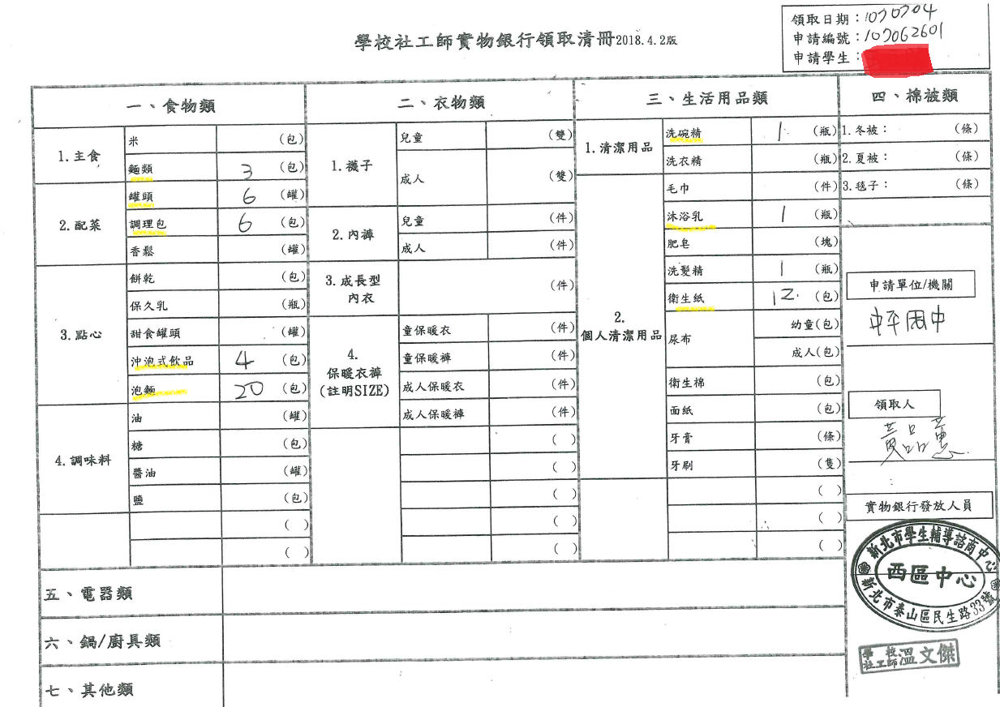 學校社工師實物銀行領取清冊2018.4.2版
領取日期：1070704
申請編號：107062601
申請學生：
一、食物類
1.主食
米 (包)
麵類 3 (包)
2.配菜
罐頭 6 (罐)
調理包 6 (包)
香鬆 (罐)
3.點心
餅乾 (包)
保久乳 (瓶)
甜食罐頭 (罐)
沖泡式飲品 4 (包)
泡麵 20 (包)
4.調味料
油 (罐)
糖 (包)
醬油 (罐)
鹽 (包)
( )
( )
二、衣物類
1.襪子
兒童 (雙)
成人 (雙)
2.內褲
兒童 (件)
成人 (件)
3.成長型
內衣
(件)
4.
保暖衣褲
(註明SIZE)
童保暖衣 (件)
童保暖褲 (件)
成人保暖衣 (件)
成人保暖褲 (件)
( )
( )
( )
( )
( )
三、生活用品類
1.清潔用品
洗碗精 1 (瓶)
洗衣精 (瓶)
2.
個人清潔用品
毛巾 (件)
沐浴乳 1 (瓶)
肥皂 (塊)
洗髮精 1 (瓶)
衛生紙 12 (包)
尿布
幼童(包)
成人(包)
衛生棉 (包)
面紙 (包)
牙膏 (條)
牙刷 (隻)
( )
( )
( )
四、棉被類
1.冬被： (條)
2.夏被： (條)
3.毯子： (條)
申請單位/機關
中平國中
領取人
實物銀行發放人員
新北市學生輔導諮商中心
西區中心
新北市泰山區民生路33號
學校
社工師 溫文傑
五、電器類
六、鍋/廚具類
七、其他類